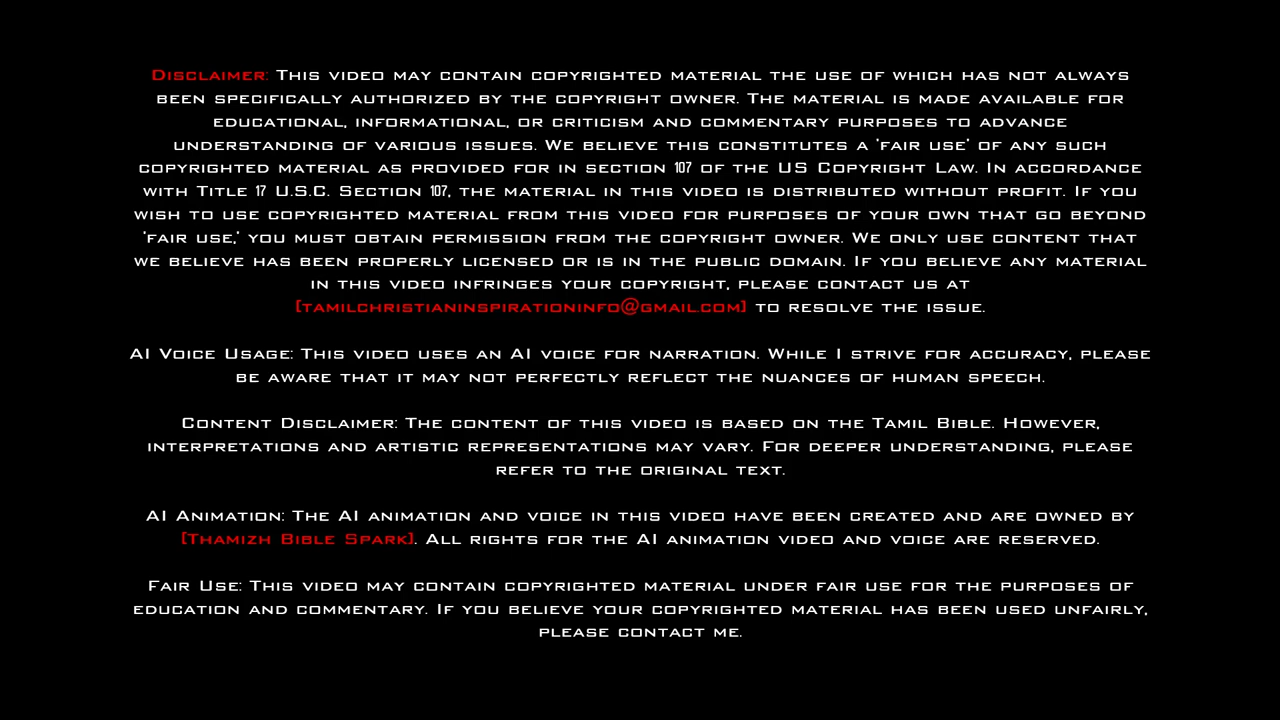 Disclaimer: This video may contain copyrighted material the use of which has not always
been specifically authorized by the copyright owner. The material is made available for
educational, informational, or criticism and commentary purposes to advance
understanding of various issues. We believe this constitutes a 'fair use' of any such
copyrighted material as provided for in section 107 of the US Copyright Law. In accordance
with Title 17 U.S.C. Section 107, the material in this video is distributed without profit. If you
wish to use copyrighted material from this video for purposes of your own that go beyond
'fair use,' you must obtain permission from the copyright owner. We only use content that
we believe has been properly licensed or is in the public domain. If you believe any material
in this video infringes your copyright, please contact us at
[tamilchristianinspirationinfo@gmail.com] to resolve the issue.
AI Voice Usage: This video uses an AI voice for narration. While I strive for accuracy, please
be aware that it may not perfectly reflect the nuances of human speech.
Content Disclaimer: The content of this video is based on the Tamil Bible. However,
interpretations and artistic representations may vary. For deeper understanding, please
refer to the original text.
AI Animation: The AI animation and voice in this video have been created and are owned by
[Thamizh Bible Spark]. All rights for the AI animation video and voice are reserved.
Fair Use: This video may contain copyrighted material under fair use for the purposes of
education and commentary. If you believe your copyrighted material has been used unfairly,
please contact me.